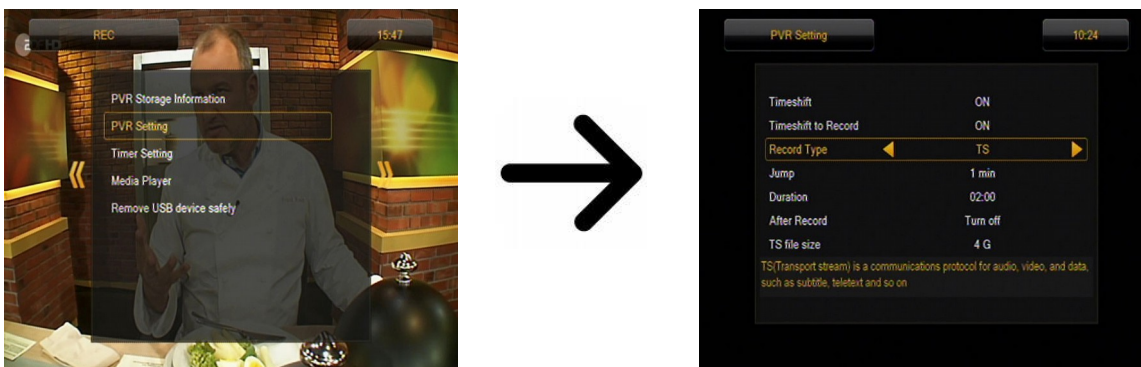 REC
15:47
PVR Storage Information
PVR Setting
Timer Setting
Media Player
Remove USB device safely
PVR Setting
10:24
Timeshift ON
Timeshift to Record ON
Record Type TS
Jump 1 min
Duration 02:00
After Record Turn off
TS file size 4 G
TS(Transport stream) is a communications protocol for audio, video, and data,
such as subtitle, teletext and so on